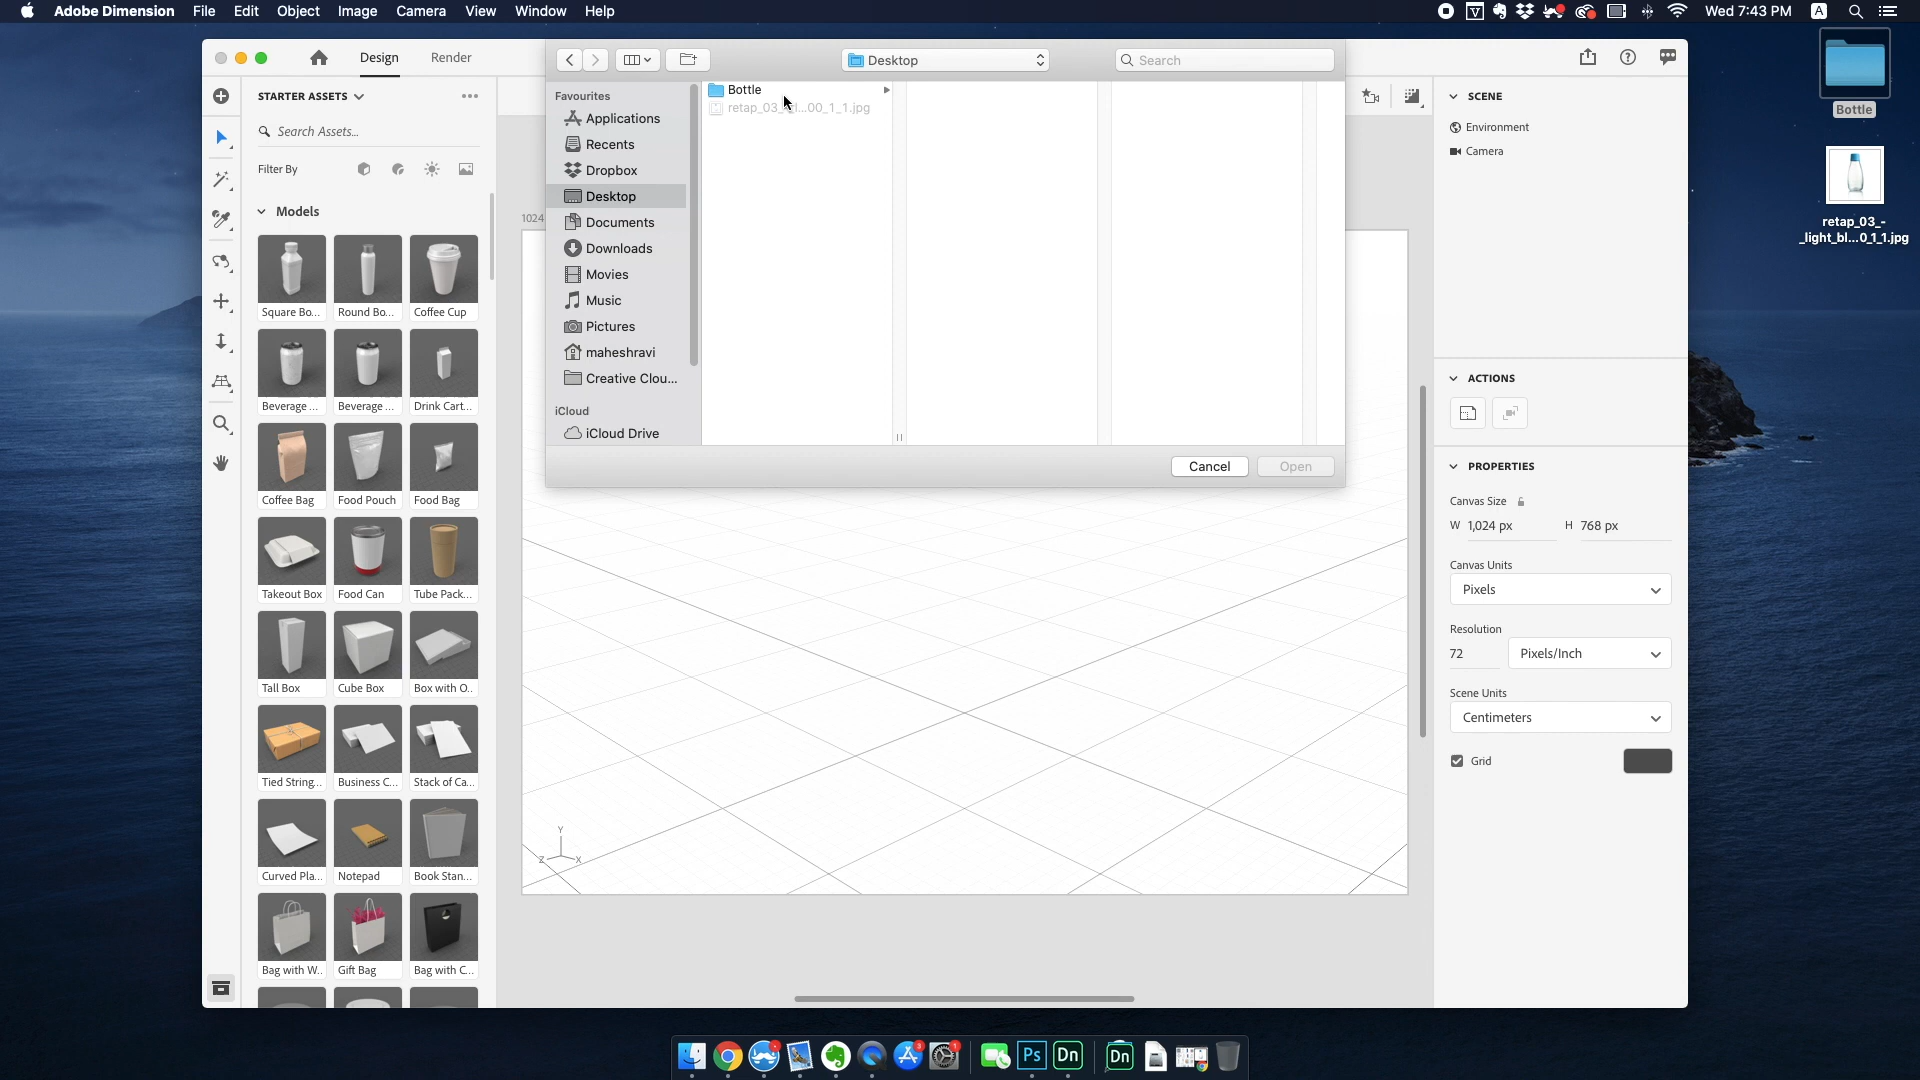 Adobe Dimension File Edit Object Image Camera View Window Help
Wed 7:43 PM A
Design Render
Desktop
Search
STARTER ASSETS
Search Assets...
Filter By
Models
Square Bo... Round Bo... Coffee Cup
Beverage ... Beverage ... Drink Cart...
Coffee Bag Food Pouch Food Bag
Takeout Box Food Can Tube Pack...
Tall Box Cube Box Box with O..
Tied String... Business C... Stack of Ca...
Curved Pla... Notepad Book Stan...
Bag with W.. Gift Bag Bag with C...
Favourites
Applications
Recents
Dropbox
Desktop
Documents
Downloads
Movies
Music
Pictures
maheshravi
Creative Clou...
iCloud
iCloud Drive
Bottle
Cancel Open
1024
Y
Z X
SCENE
Environment
Camera
ACTIONS
PROPERTIES
Canvas Size
W 1,024 px H 768 px
Canvas Units
Pixels
Resolution
72 Pixels/Inch
Scene Units
Centimeters
Grid
Bottle
retap_03_-
_light_bl...0_1_1.jpg
3 1
Ps Dn Dn